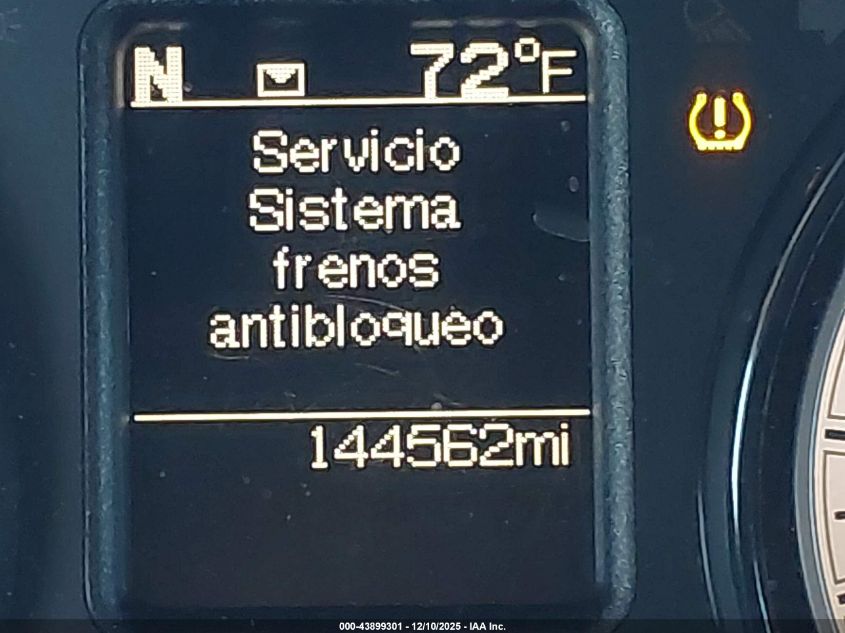 N 72°F
Servicio
Sistema
frenos
antibloqueo
144562mi
000-43899301 - 12/10/2025 - IAA Inc.